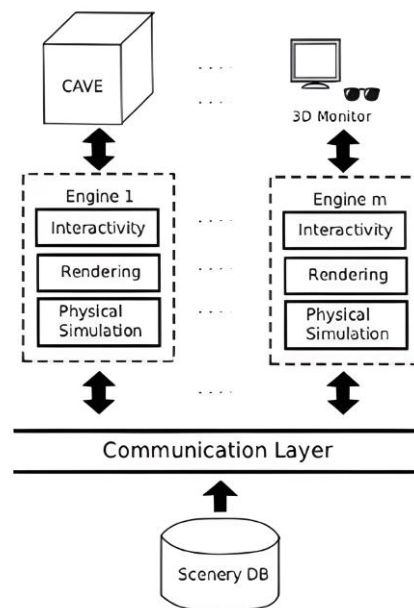 CAVE
3D Monitor
Engine 1
Interactivity
Rendering
Physical
Simulation
Engine m
Interactivity
Rendering
Physical
Simulation
Communication Layer
Scenery DB